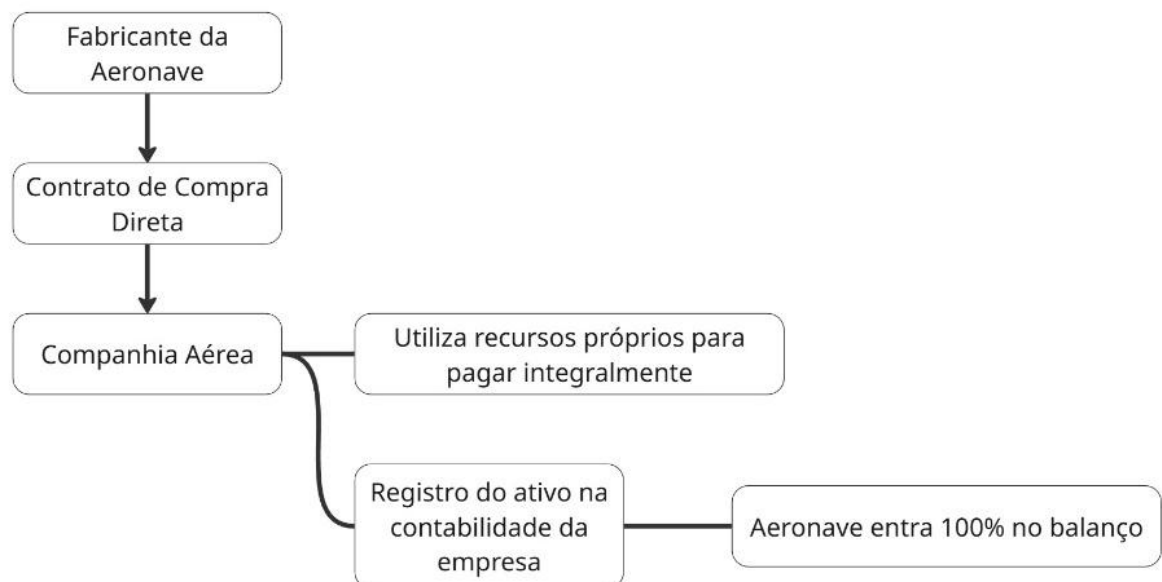 Fabricante da
Aeronave
Contrato de Compra
Direta
Companhia Aérea
Utiliza recursos próprios para
pagar integralmente
Registro do ativo na
contabilidade da
empresa
Aeronave entra 100% no balanço